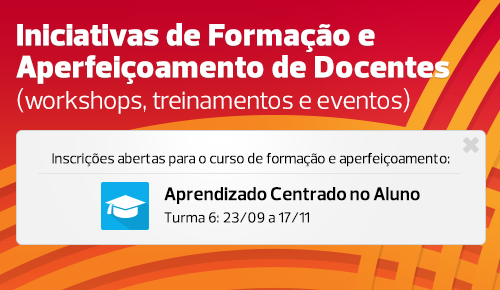 Iniciativas de Formação e
Aperfeiçoamento de Docentes
(workshops, treinamentos e eventos)
Inscrições abertas para o curso de formação e aperfeiçoamento:
Aprendizado Centrado no Aluno
Turma 6: 23/09 a 17/11